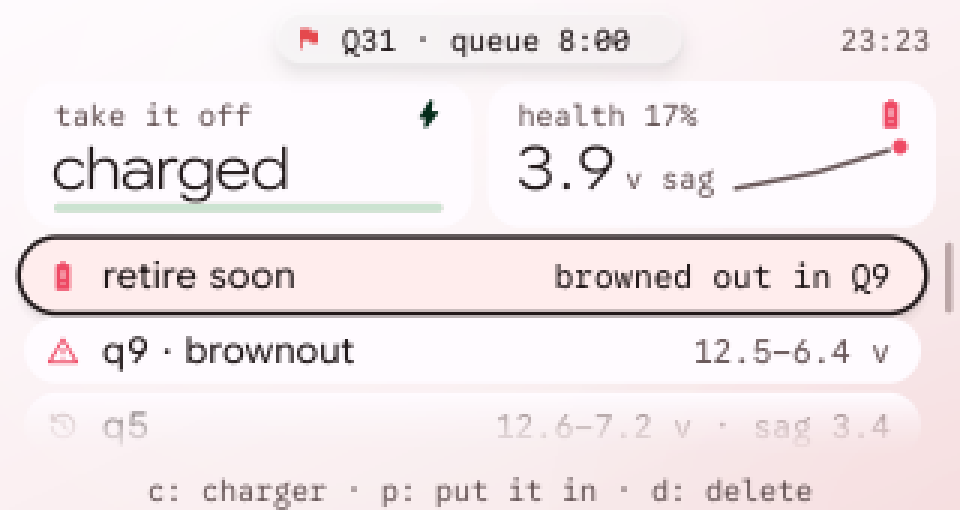 Q31 · queue 8:00
23:23
take it off
charged
health 17%
3.9 v sag
retire soon
browned out in Q9
q9 · brownout
12.5–6.4 v
q5
12.6–7.2 v · sag 3.4
c: charger · p: put it in · d: delete